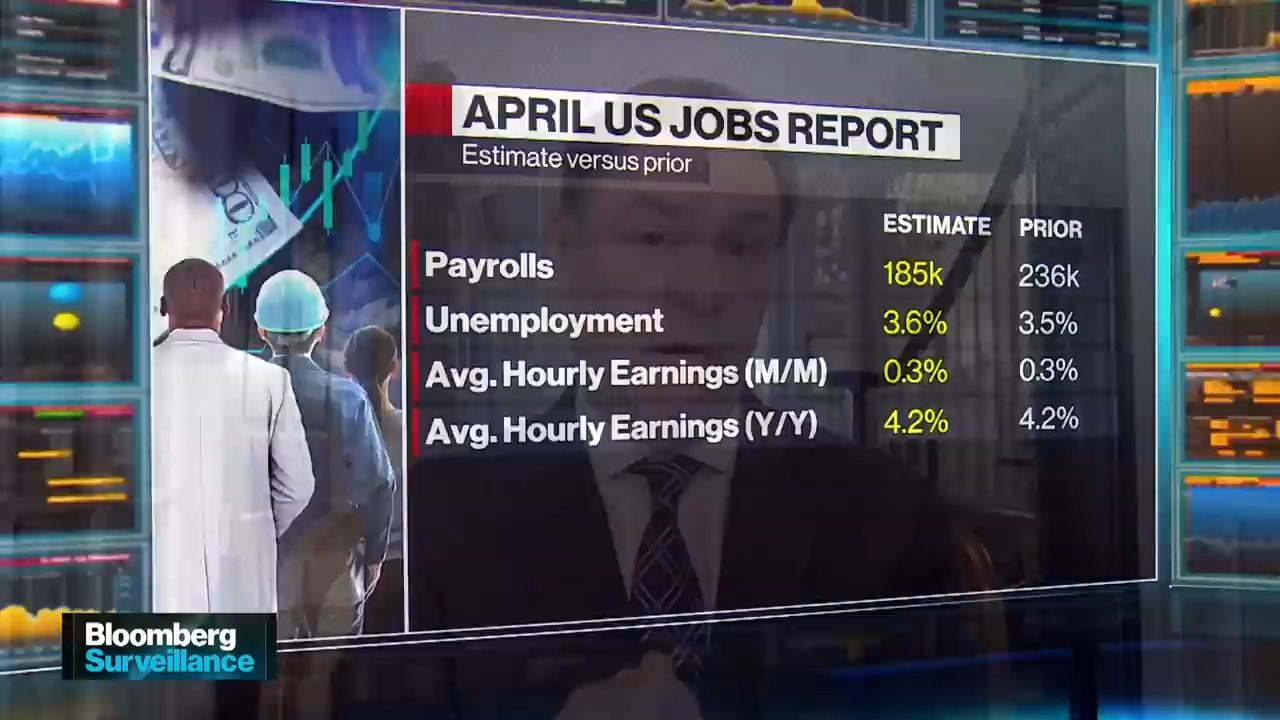 APRIL US JOBS REPORT
Estimate versus prior
ESTIMATE PRIOR
Payrolls 185k 236k
Unemployment 3.6% 3.5%
Avg. Hourly Earnings (M/M) 0.3% 0.3%
Avg. Hourly Earnings (Y/Y) 4.2% 4.2%
Bloomberg
Surveillance